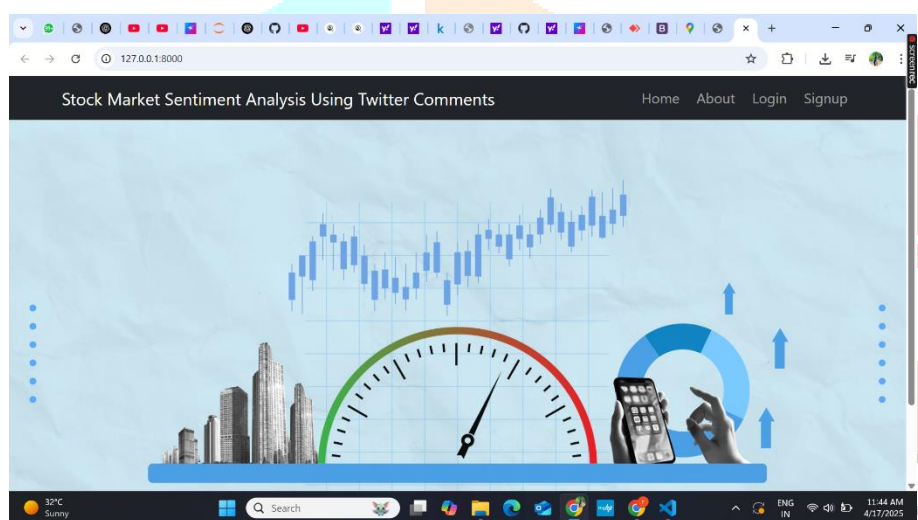 127.0.0.1:8000
screenrec
Stock Market Sentiment Analysis Using Twitter Comments
Home About Login Signup
32°C
Sunny
Search
ENG
IN
11:44 AM
4/17/2025